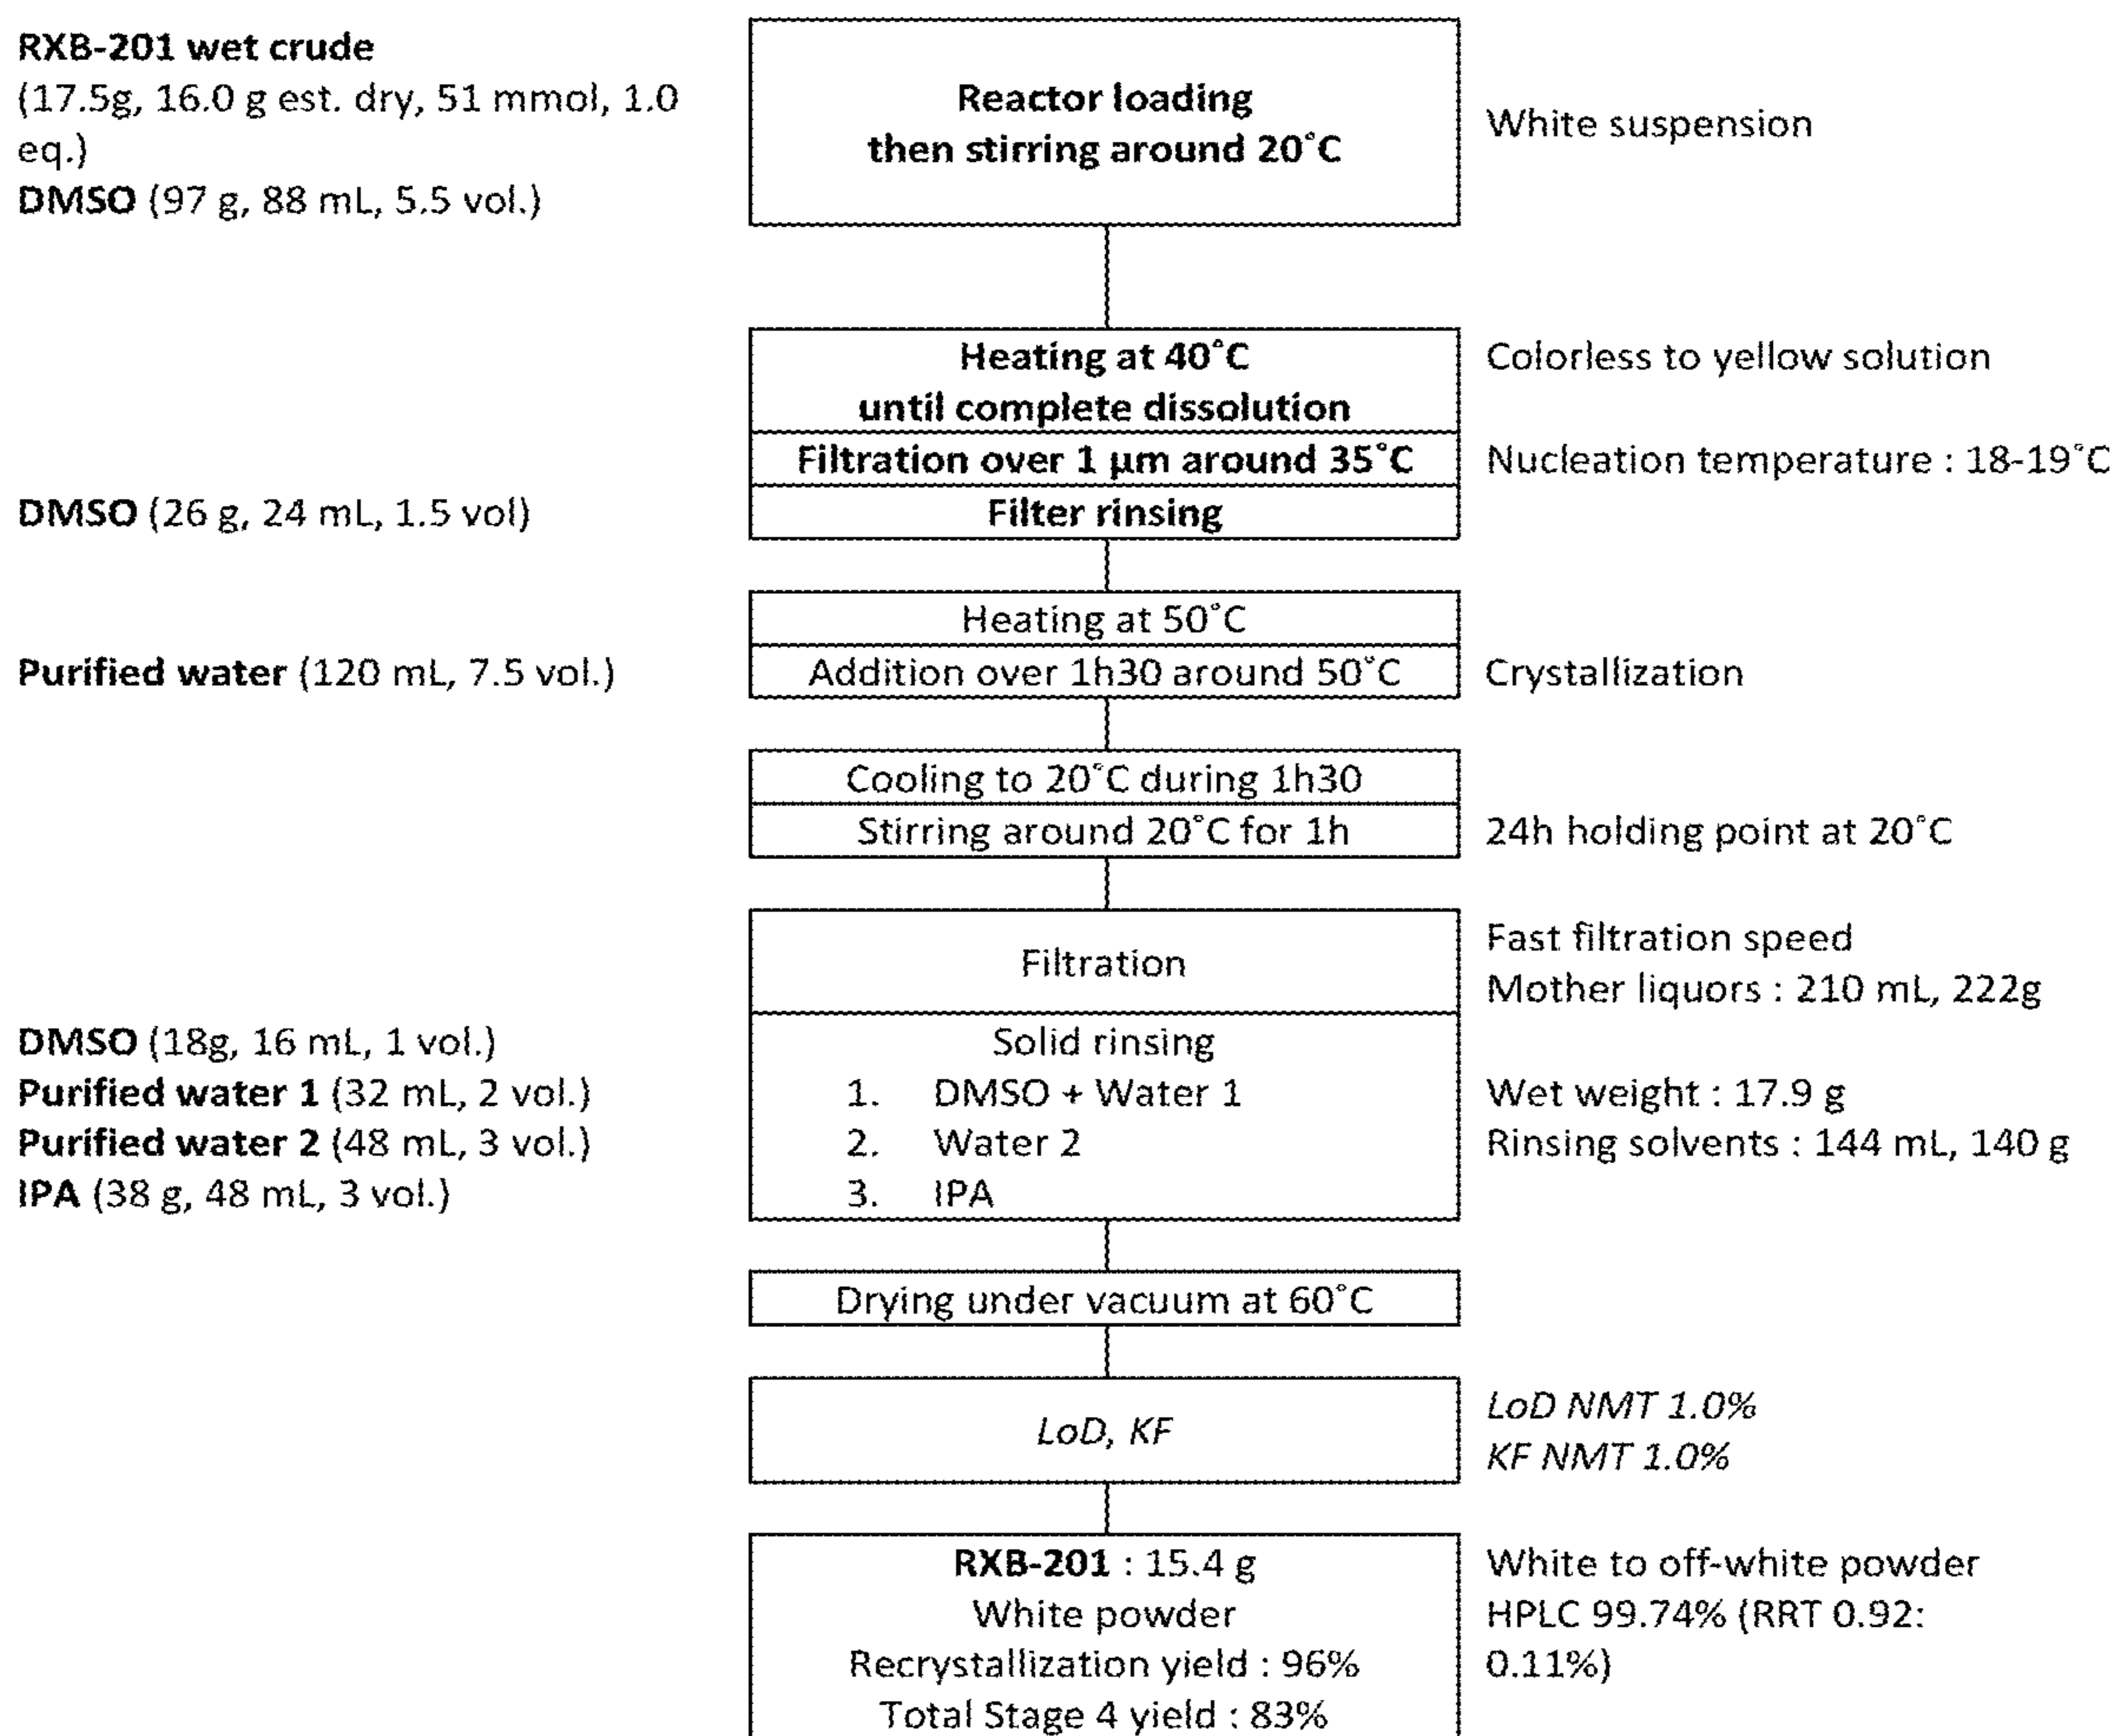 RXB-201 wet crude
(17.5g, 16.0 g est. dry, 51 mmol, 1.0
eq.)
DMSO (97 g, 88 mL, 5.5 vol.)
Reactor loading
then stirring around 20°C
White suspension
Heating at 40°C
until complete dissolution
Colorless to yellow solution
Filtration over 1 µm around 35°C
Nucleation temperature : 18-19°C
DMSO (26 g, 24 mL, 1.5 vol)
Filter rinsing
Heating at 50°C
Purified water (120 mL, 7.5 vol.)
Addition over 1h30 around 50°C
Crystallization
Cooling to 20°C during 1h30
Stirring around 20°C for 1h
24h holding point at 20°C
Filtration
Fast filtration speed
Mother liquors : 210 mL, 222g
DMSO (18g, 16 mL, 1 vol.)
Purified water 1 (32 mL, 2 vol.)
Purified water 2 (48 mL, 3 vol.)
IPA (38 g, 48 mL, 3 vol.)
Solid rinsing
1. DMSO + Water 1
2. Water 2
3. IPA
Wet weight : 17.9 g
Rinsing solvents : 144 mL, 140 g
Drying under vacuum at 60°C
LoD, KF
LoD NMT 1.0%
KF NMT 1.0%
RXB-201 : 15.4 g
White powder
Recrystallization yield : 96%
Total Stage 4 yield : 83%
White to off-white powder
HPLC 99.74% (RRT 0.92:
0.11%)